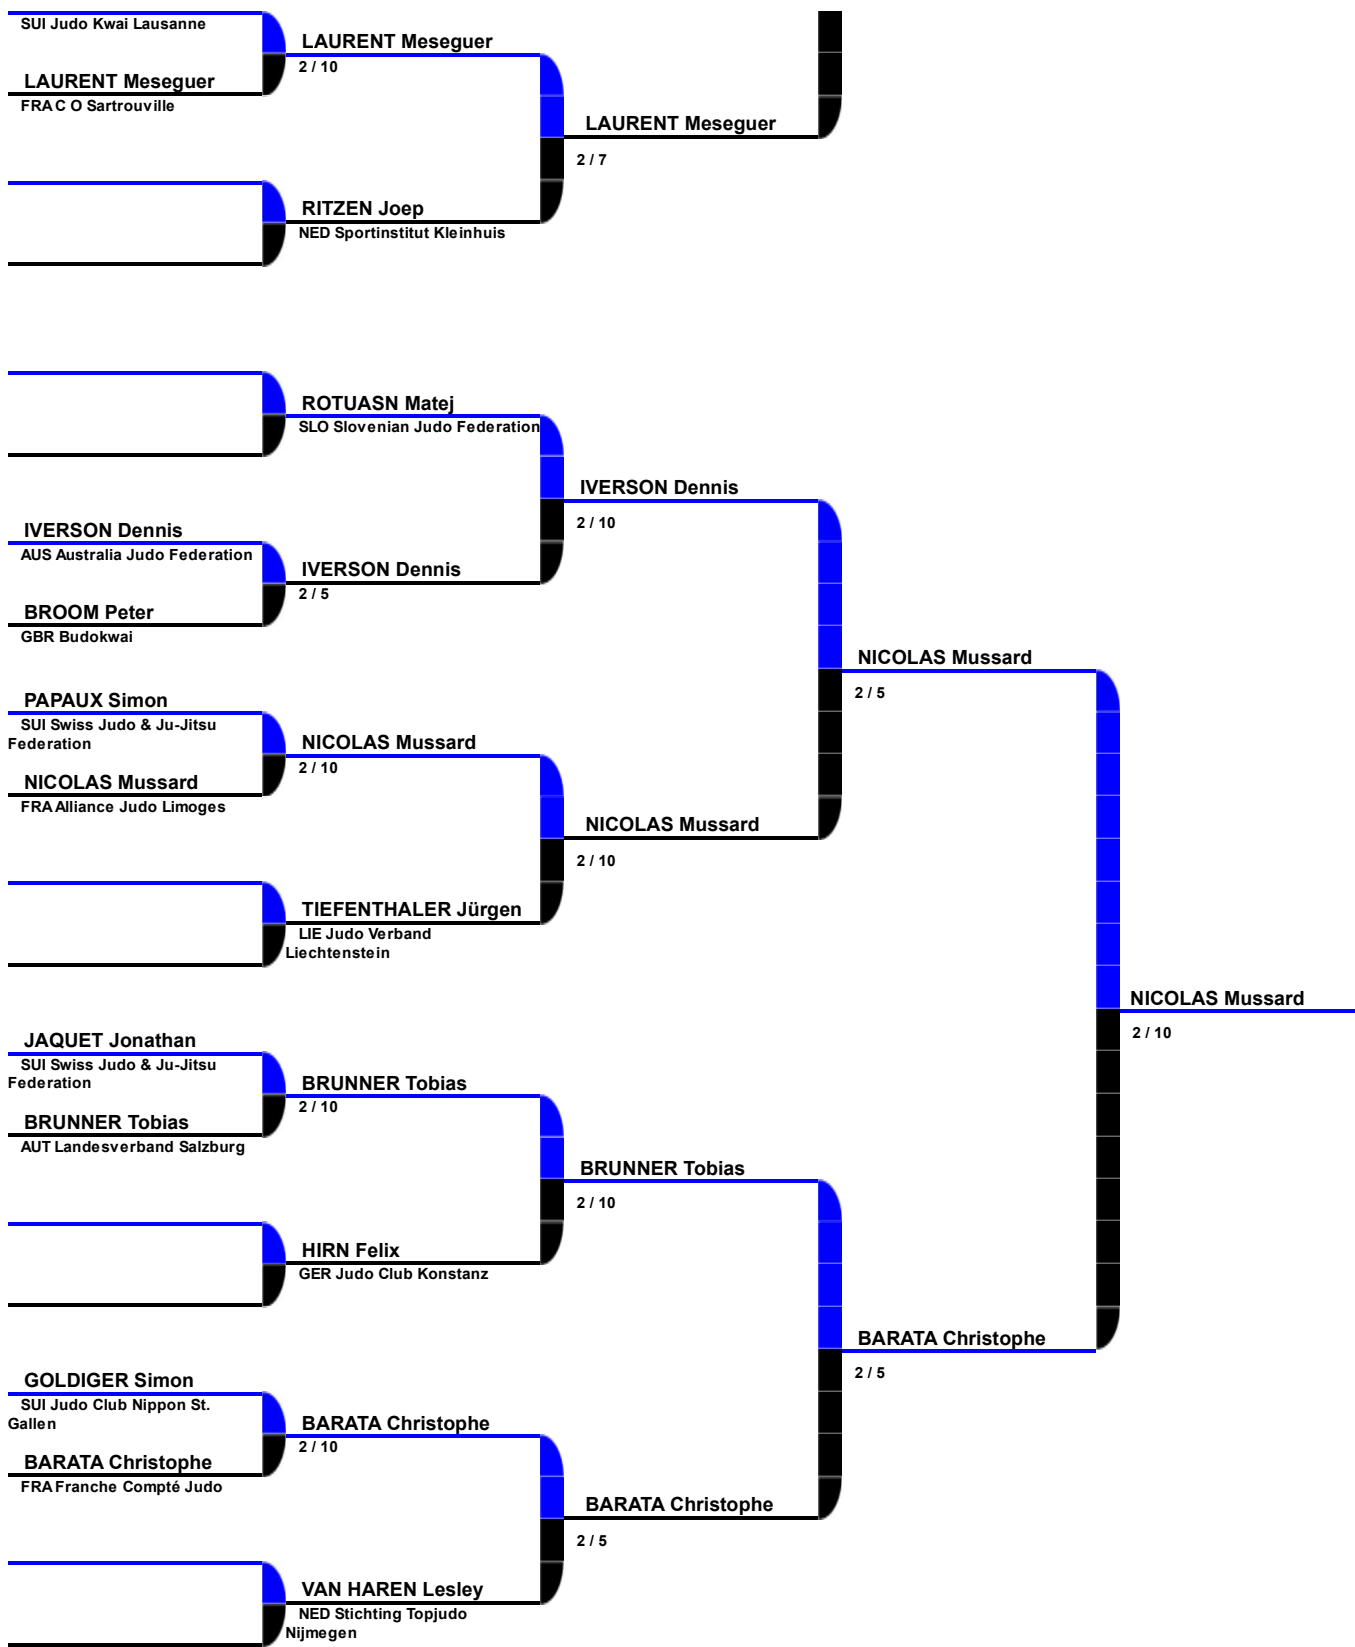 SUI Judo Kwai Lausanne
LAURENT Meseguer
2 / 10
LAURENT Meseguer
FRA C O Sartrouville
LAURENT Meseguer
2 / 7
RITZEN Joep
NED Sportinstitut Kleinhuis
ROTUASN Matej
SLO Slovenian Judo Federation
IVERSON Dennis
2 / 10
IVERSON Dennis
AUS Australia Judo Federation
IVERSON Dennis
2 / 5
BROOM Peter
GBR Budokwai
NICOLAS Mussard
2 / 5
PAPAUX Simon
SUI Swiss Judo & Ju-Jitsu
Federation
NICOLAS Mussard
2 / 10
NICOLAS Mussard
FRA Alliance Judo Limoges
NICOLAS Mussard
2 / 10
TIEFENTHALER Jürgen
LIE Judo Verband
Liechtenstein
NICOLAS Mussard
2 / 10
JAQUET Jonathan
SUI Swiss Judo & Ju-Jitsu
Federation
BRUNNER Tobias
2 / 10
BRUNNER Tobias
AUT Landesverband Salzburg
BRUNNER Tobias
2 / 10
HIRN Felix
GER Judo Club Konstanz
BARATA Christophe
2 / 5
GOLDIGER Simon
SUI Judo Club Nippon St.
Gallen
BARATA Christophe
2 / 10
BARATA Christophe
FRA Franche Compté Judo
BARATA Christophe
2 / 5
VAN HAREN Lesley
NED Stichting Topjudo
Nijmegen